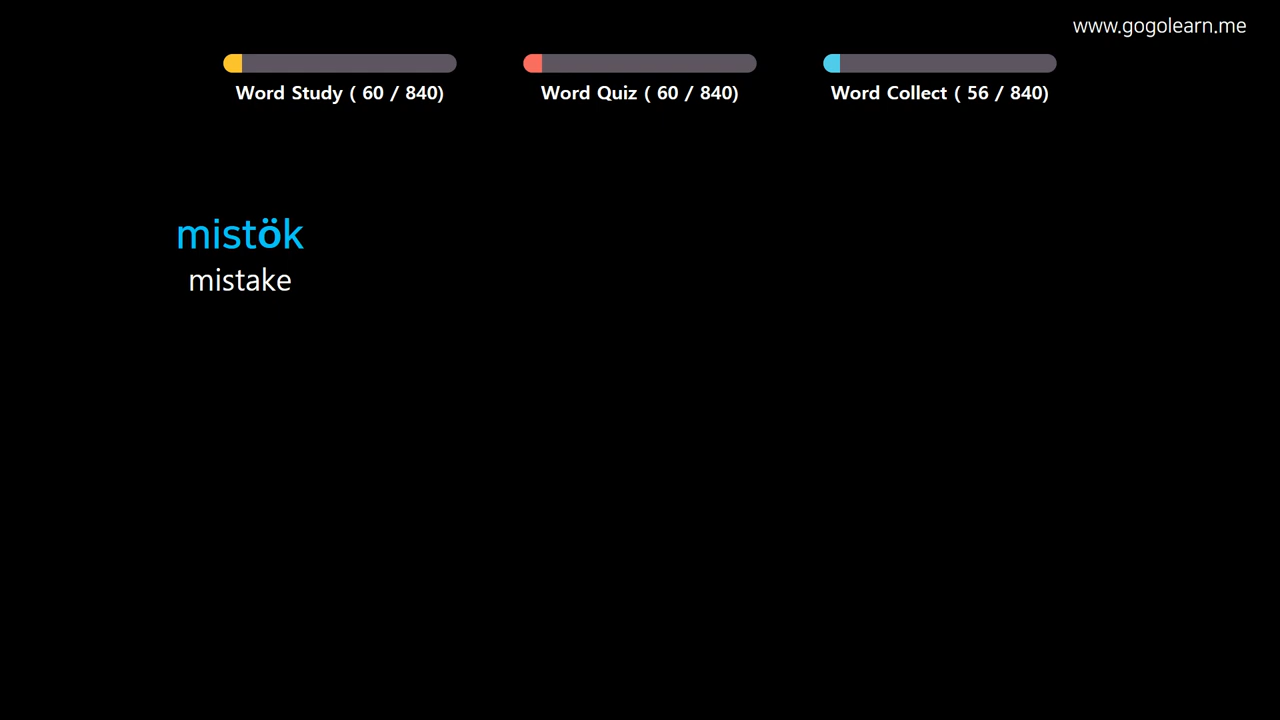 www.gogolearn.me
Word Study ( 60 / 840)
Word Quiz ( 60 / 840)
Word Collect ( 56 / 840)
mistök
mistake